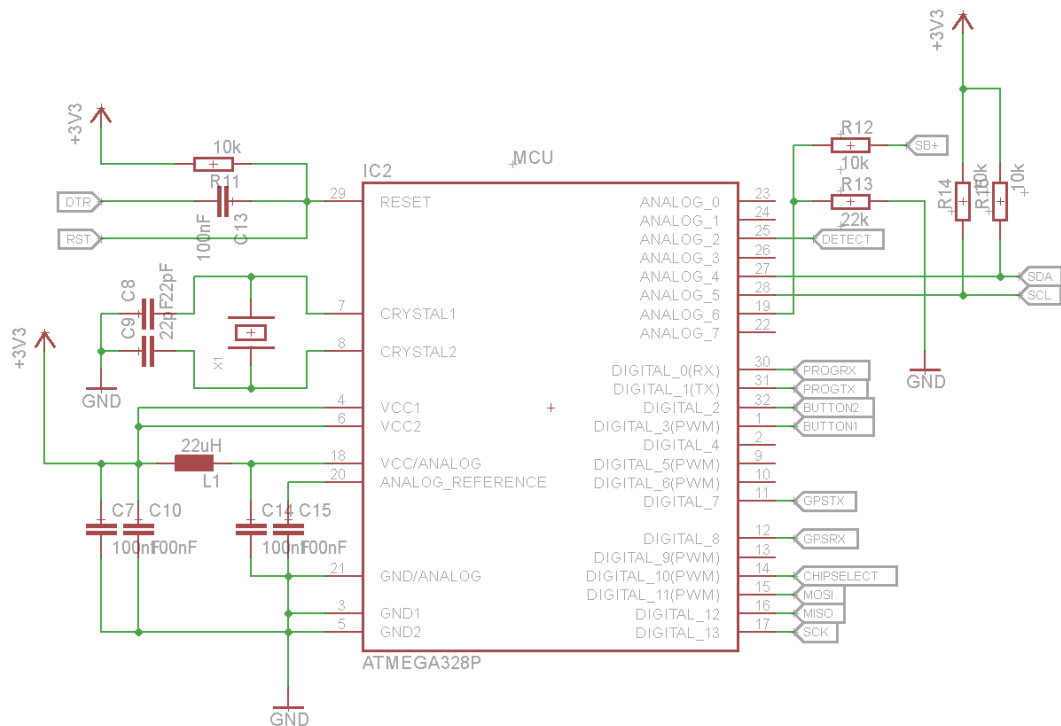 +3V3
10k
R11
DTR
100nF
C13
RST
C8
22pF
C9
22pF
X1
+3V3
GND
22uH
L1
C7
100nF
C10
100nF
C14
100nF
C15
100nF
GND
MCU
IC2
29 RESET
7 CRYSTAL1
8 CRYSTAL2
4 VCC1
6 VCC2
18 VCC/ANALOG
20 ANALOG_REFERENCE
21 GND/ANALOG
3 GND1
5 GND2
ATMEGA328P
ANALOG_0 23
ANALOG_1 24
ANALOG_2 25
ANALOG_3 26
ANALOG_4 27
ANALOG_5 28
ANALOG_6 19
ANALOG_7 22
DIGITAL_0(RX) 30 PROGRX
DIGITAL_1(TX) 31 PROGTX
DIGITAL_2 32 BUTTON2
DIGITAL_3(PWM) 1 BUTTON1
DIGITAL_4 2
DIGITAL_5(PWM) 9
DIGITAL_6(PWM) 10
DIGITAL_7 11 GPSTX
DIGITAL_8 12 GPSRX
DIGITAL_9(PWM) 13
DIGITAL_10(PWM) 14 CHIPSELECT
DIGITAL_11(PWM) 15 MOSI
DIGITAL_12 16 MISO
DIGITAL_13 17 SCK
R12
10k
SB+
R13
22k
DETECT
+3V3
R14
10k
10k
SDA
SCL
GND